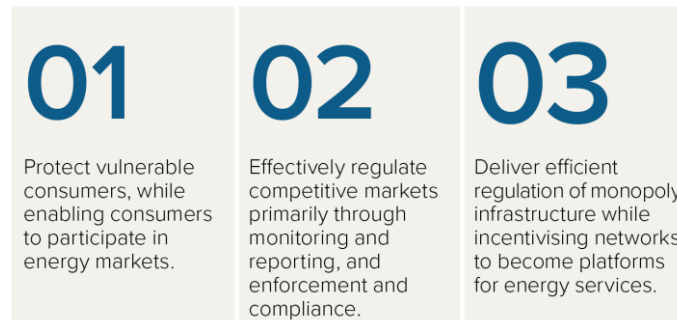 01
Protect vulnerable
consumers, while
enabling consumers
to participate in
energy markets.
02
Effectively regulate
competitive markets
primarily through
monitoring and
reporting, and
enforcement and
compliance.
03
Deliver efficient
regulation of monopoly
infrastructure while
incentivising networks
to become platforms
for energy services.